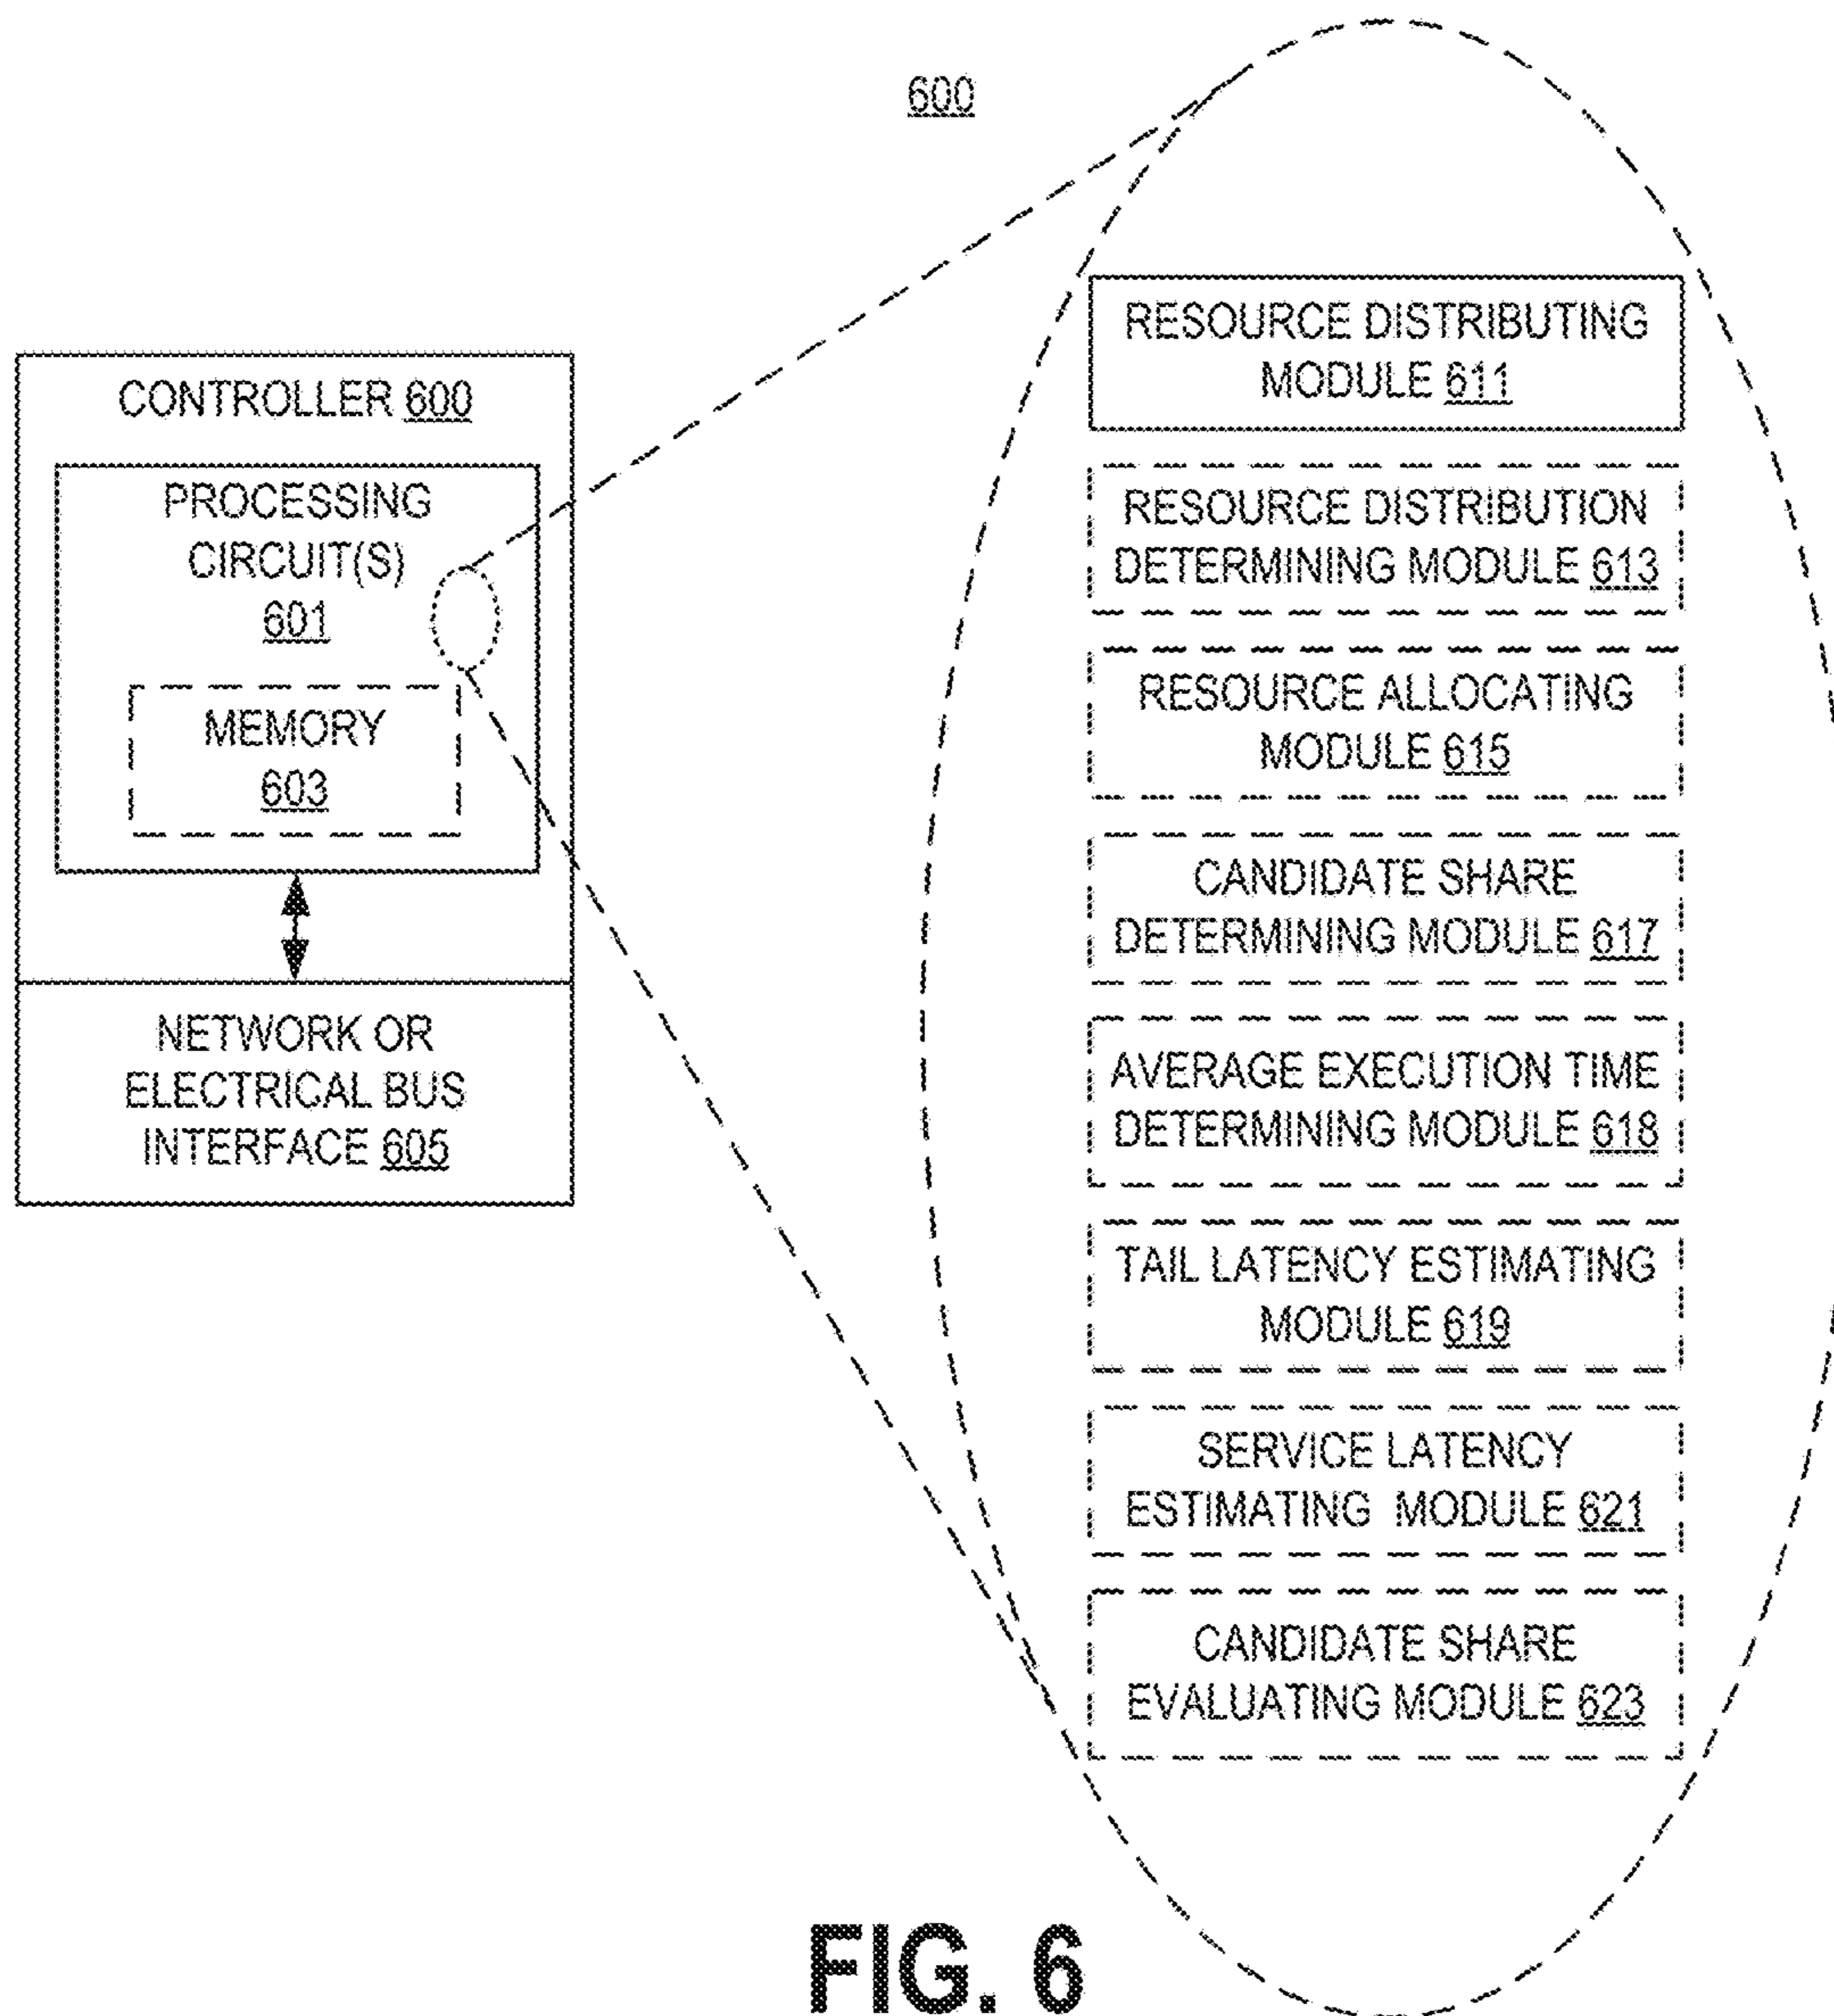 600
CONTROLLER 600
PROCESSING
CIRCUIT(S)
601
MEMORY
603
NETWORK OR
ELECTRICAL BUS
INTERFACE 605
RESOURCE DISTRIBUTING
MODULE 611
RESOURCE DISTRIBUTION
DETERMINING MODULE 613
RESOURCE ALLOCATING
MODULE 615
CANDIDATE SHARE
DETERMINING MODULE 617
AVERAGE EXECUTION TIME
DETERMINING MODULE 618
TAIL LATENCY ESTIMATING
MODULE 619
SERVICE LATENCY
ESTIMATING MODULE 621
CANDIDATE SHARE
EVALUATING MODULE 623
FIG. 6